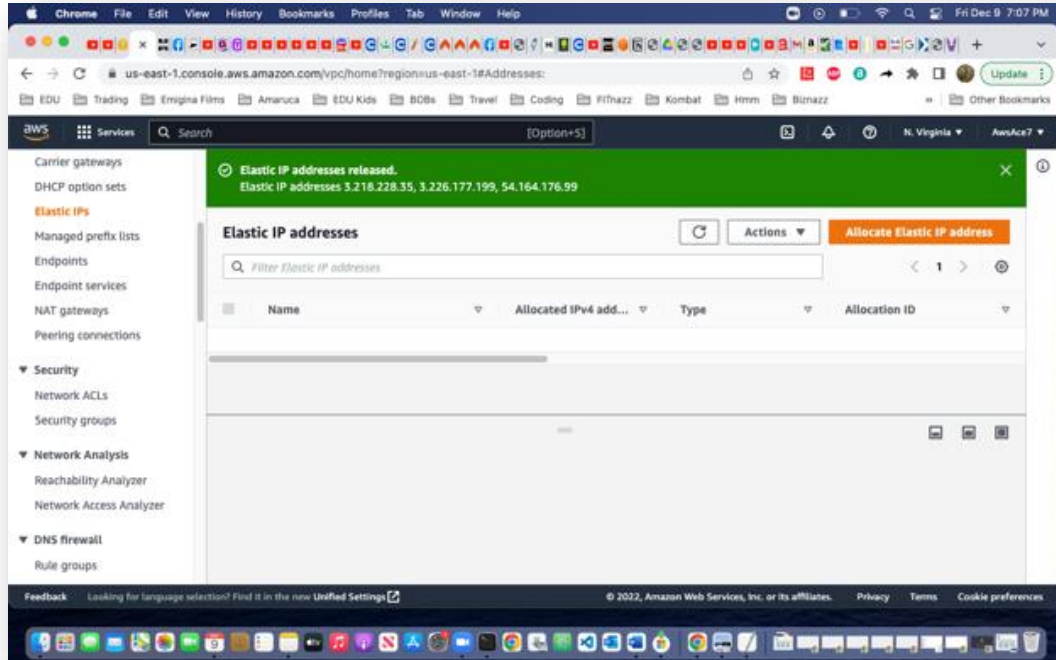 Chrome File Edit View History Bookmarks Profiles Tab Window Help
Fri Dec 9 7:07 PM
us-east-1.console.aws.amazon.com/vpc/home?region=us-east-1#Addresses:
Update
EDU Trading Emigina Films Amaruca EDU Kids BOBs Travel Coding FITnazz Kombat Hmm Biznazz Other Bookmarks
aws Services Search [Option+S] N. Virginia AwsAce7
Carrier gateways
DHCP option sets
Elastic IPs
Managed prefix lists
Endpoints
Endpoint services
NAT gateways
Peering connections
Security
Network ACLs
Security groups
Network Analysis
Reachability Analyzer
Network Access Analyzer
DNS firewall
Rule groups
Elastic IP addresses released.
Elastic IP addresses 3.218.228.35, 3.226.177.199, 54.164.176.99
Elastic IP addresses
Actions
Allocate Elastic IP address
Filter Elastic IP addresses
1
Name Allocated IPv4 add... Type Allocation ID
Feedback Looking for language selection? Find it in the new Unified Settings © 2022, Amazon Web Services, Inc. or its affiliates. Privacy Terms Cookie preferences